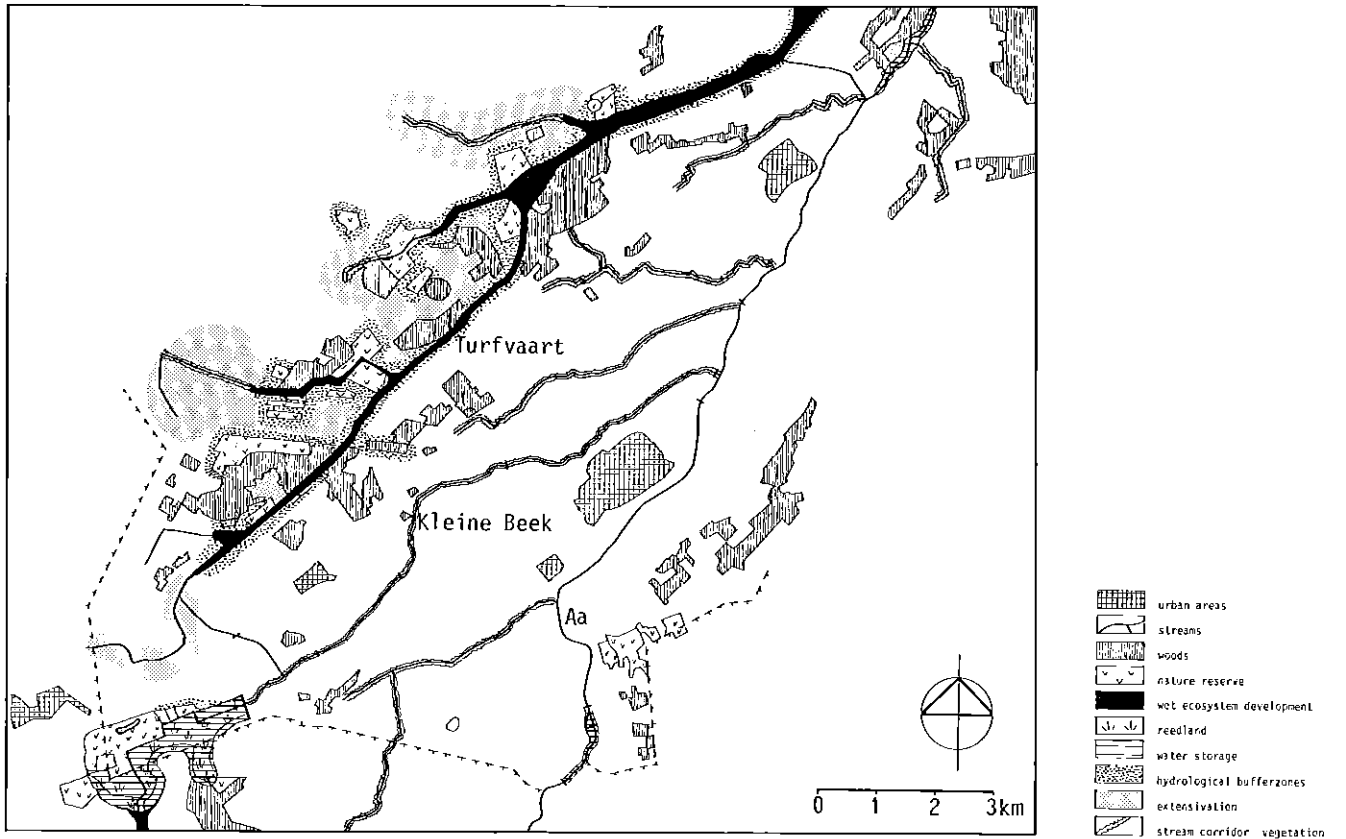 Turfvaart
Kleine Beek
Aa
0 1 2 3km
urban areas
streams
woods
nature reserve
wet ecosystem development
reedland
water storage
hydrological bufferzones
extensivation
stream corridor vegetation